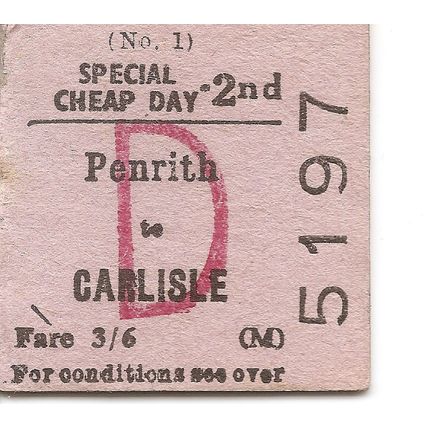 (No. 1)
SPECIAL
CHEAP DAY-2nd
D
Penrith
to
CARLISLE
Fare 3/6 (M)
For conditions see over
5197